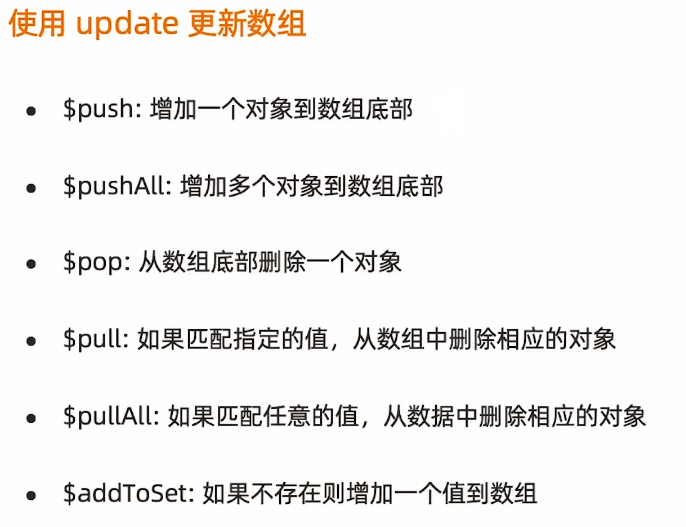 使用 update 更新数组
• $push: 增加一个对象到数组底部
• $pushAll: 增加多个对象到数组底部
• $pop: 从数组底部删除一个对象
• $pull: 如果匹配指定的值，从数组中删除相应的对象
• $pullAll: 如果匹配任意的值，从数据中删除相应的对象
• $addToSet: 如果不存在则增加一个值到数组